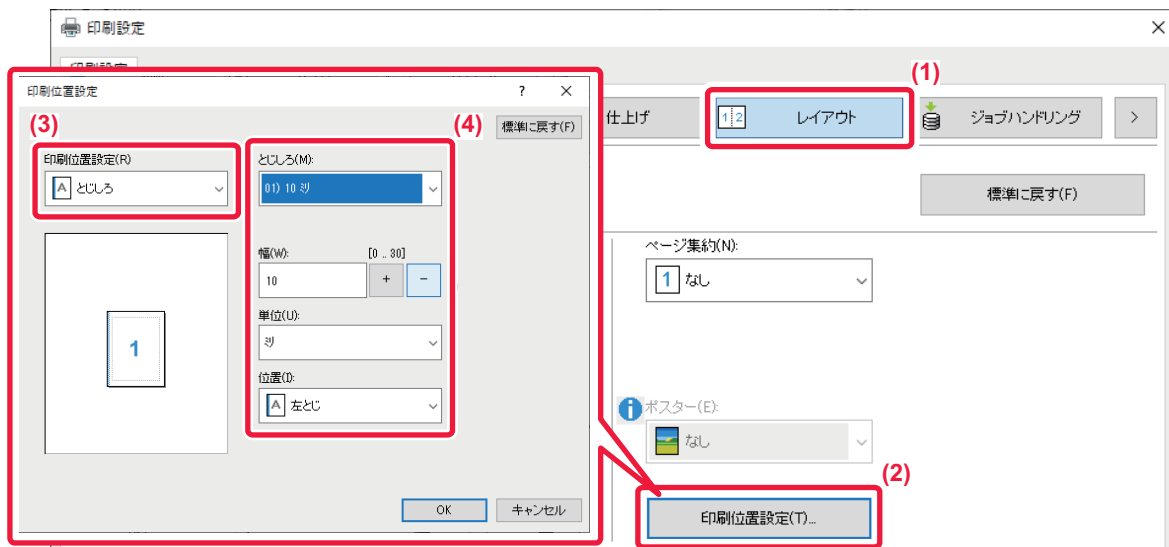 印刷設定
印刷設定
(1)
仕上げ
1 2
レイアウト
ジョブハンドリング
>
標準に戻す(F)
ページ集約(N):
1
なし
ポスター(E):
なし
(2)
印刷位置設定(T)...
印刷位置設定
?
(3)
(4)
標準に戻す(F)
印刷位置設定(R)
A
とじしろ
とじしろ(M):
01) 10 ミリ
幅(W):
[0 .. 30]
10
+
−
単位(U):
ミリ
位置(I):
A
左とじ
1
OK
キャンセル